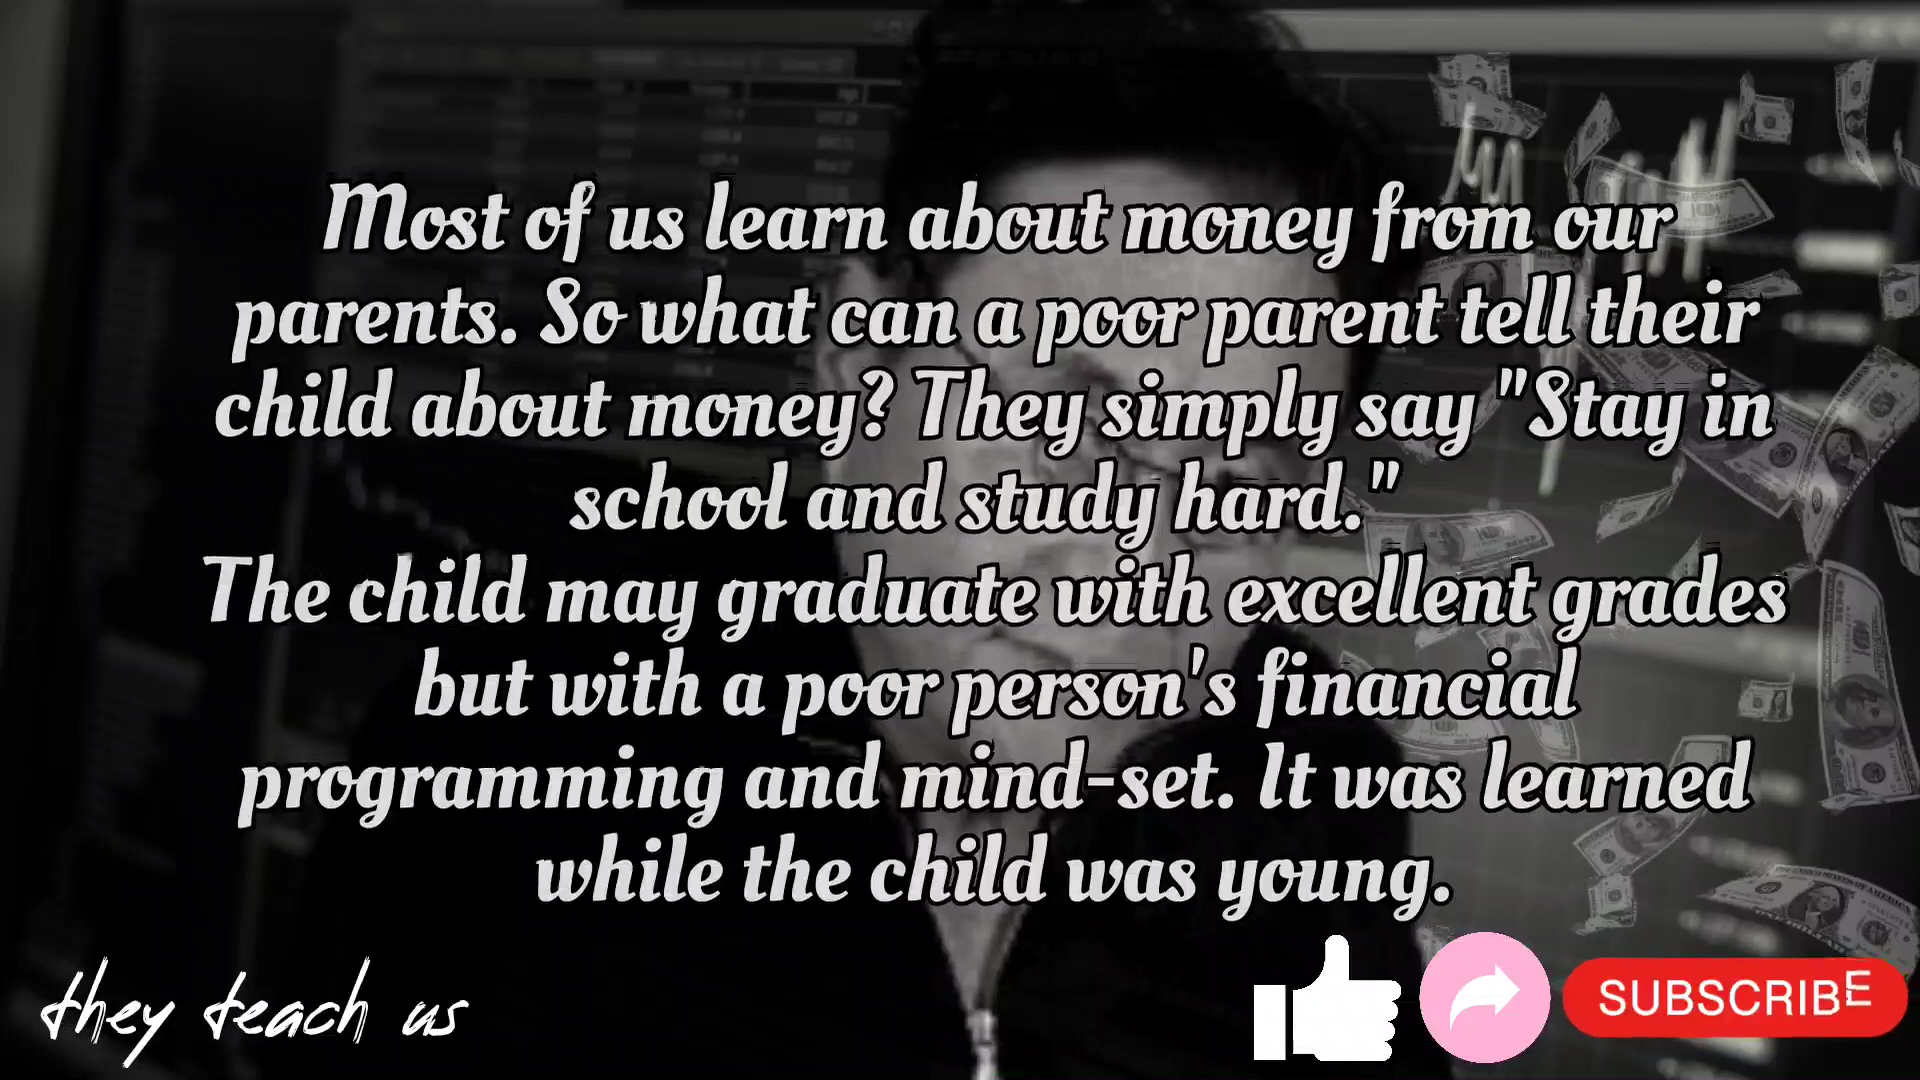 Most of us learn about money from our
parents. So what can a poor parent tell their
child about money? They simply say "Stay in
school and study hard."
The child may graduate with excellent grades
but with a poor person's financial
programming and mind-set. It was learned
while the child was young.
they teach us
SUBSCRIBE